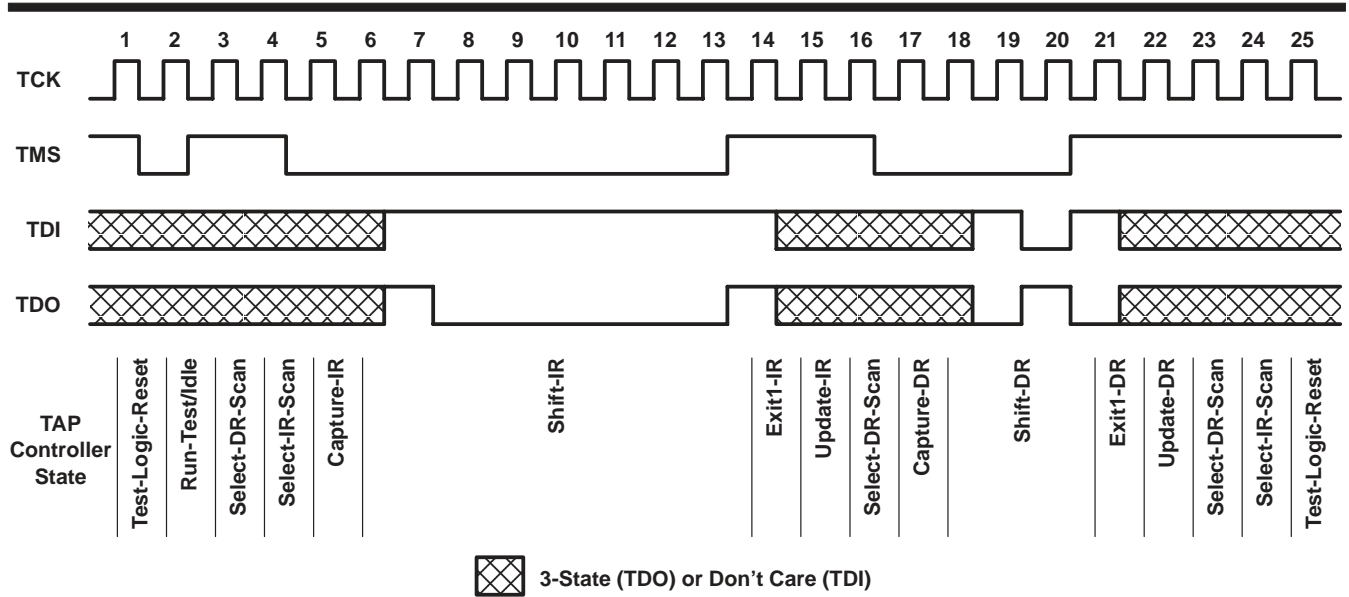 1 2 3 4 5 6 7 8 9 10 11 12 13 14 15 16 17 18 19 20 21 22 23 24 25
TCK
TMS
TDI
TDO
TAP
Controller
State
Test-Logic-Reset
Run-Test/Idle
Select-DR-Scan
Select-IR-Scan
Capture-IR
Shift-IR
Exit1-IR
Update-IR
Select-DR-Scan
Capture-DR
Shift-DR
Exit1-DR
Update-DR
Select-DR-Scan
Select-IR-Scan
Test-Logic-Reset
3-State (TDO) or Don't Care (TDI)